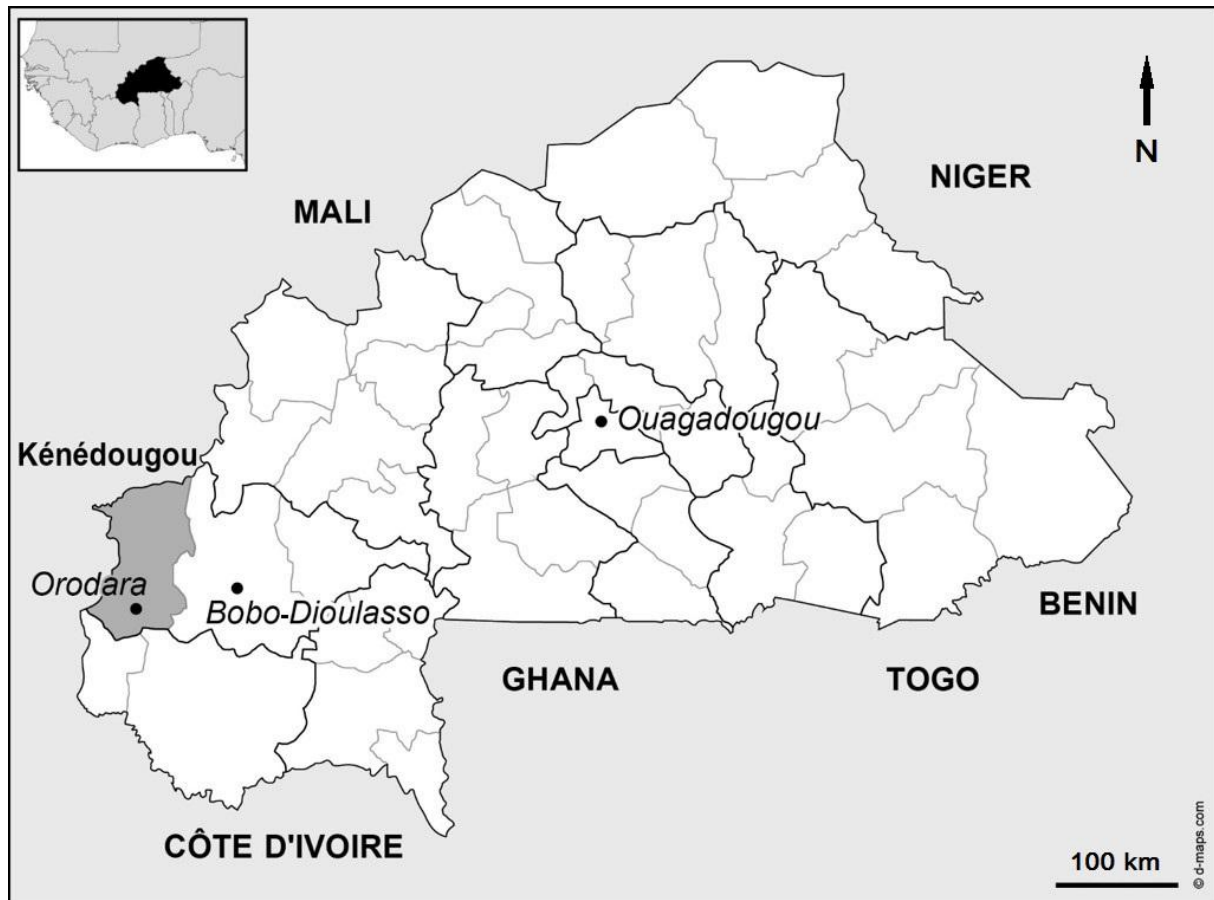 N
NIGER
MALI
Ouagadougou
Kénédougou
Orodara
Bobo-Dioulasso
BENIN
GHANA
TOGO
CÔTE D'IVOIRE
100 km
© d-maps.com